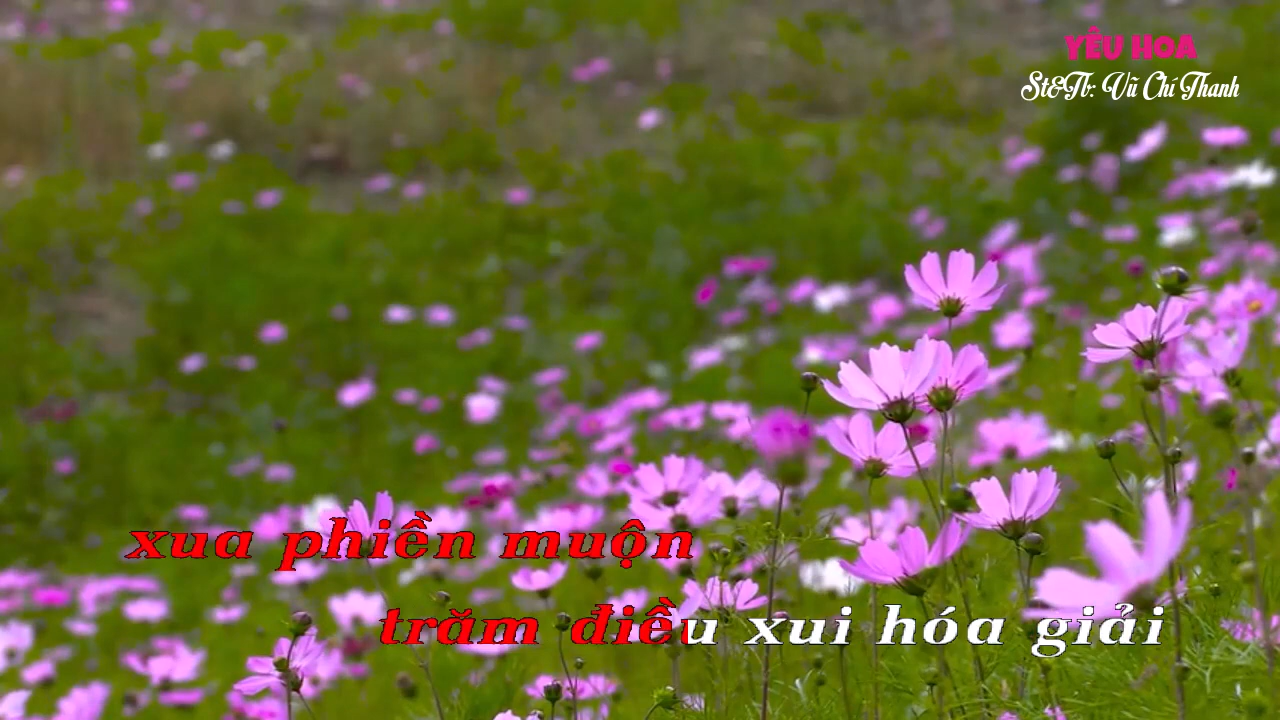 YÊU HOA
St&Tb: Vũ Chí Thanh
xua phiền muộn
trăm điều xui hóa giải